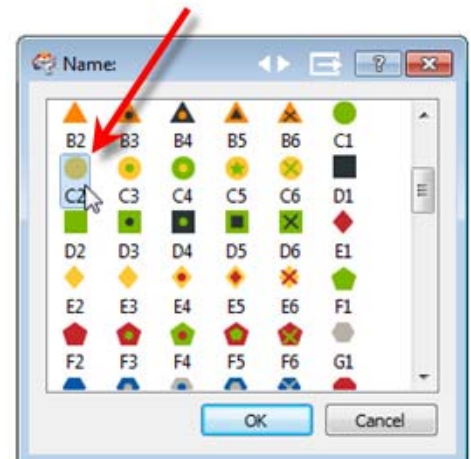 Name:
B2 B3 B4 B5 B6 C1
C2 C3 C4 C5 C6 D1
D2 D3 D4 D5 D6 E1
E2 E3 E4 E5 E6 F1
F2 F3 F4 F5 F6 G1
OK Cancel